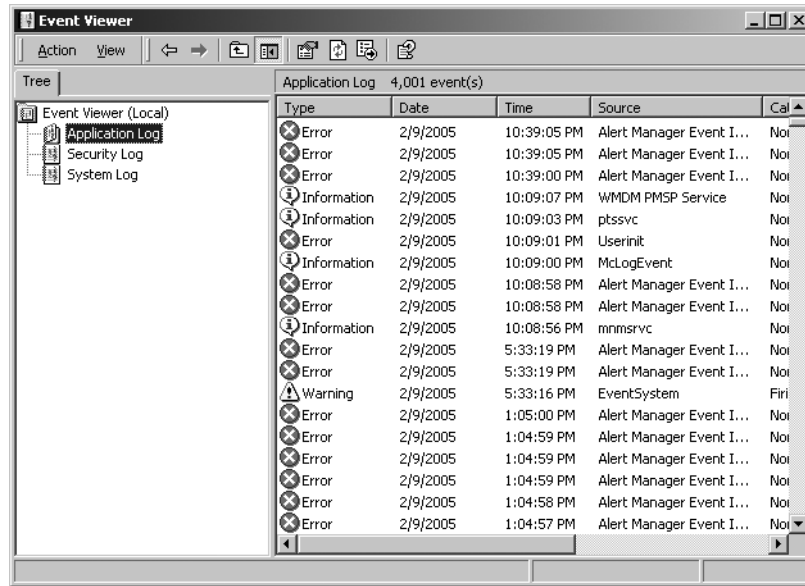 Event Viewer
Action View
Tree
Application Log 4,001 event(s)
Event Viewer (Local)
Application Log
Security Log
System Log
Type Date Time Source
Error 2/9/2005 10:39:05 PM Alert Manager Event I...
Error 2/9/2005 10:39:05 PM Alert Manager Event I...
Error 2/9/2005 10:39:00 PM Alert Manager Event I...
Information 2/9/2005 10:09:07 PM WMDM PMSP Service
Information 2/9/2005 10:09:03 PM ptssvc
Error 2/9/2005 10:09:01 PM Userinit
Information 2/9/2005 10:09:00 PM McLogEvent
Error 2/9/2005 10:08:58 PM Alert Manager Event I...
Error 2/9/2005 10:08:58 PM Alert Manager Event I...
Information 2/9/2005 10:08:56 PM mnmsrvc
Error 2/9/2005 5:33:19 PM Alert Manager Event I...
Error 2/9/2005 5:33:19 PM Alert Manager Event I...
Warning 2/9/2005 5:33:16 PM EventSystem Firi
Error 2/9/2005 1:05:00 PM Alert Manager Event I...
Error 2/9/2005 1:04:59 PM Alert Manager Event I...
Error 2/9/2005 1:04:59 PM Alert Manager Event I...
Error 2/9/2005 1:04:58 PM Alert Manager Event I...
Error 2/9/2005 1:04:57 PM Alert Manager Event I...